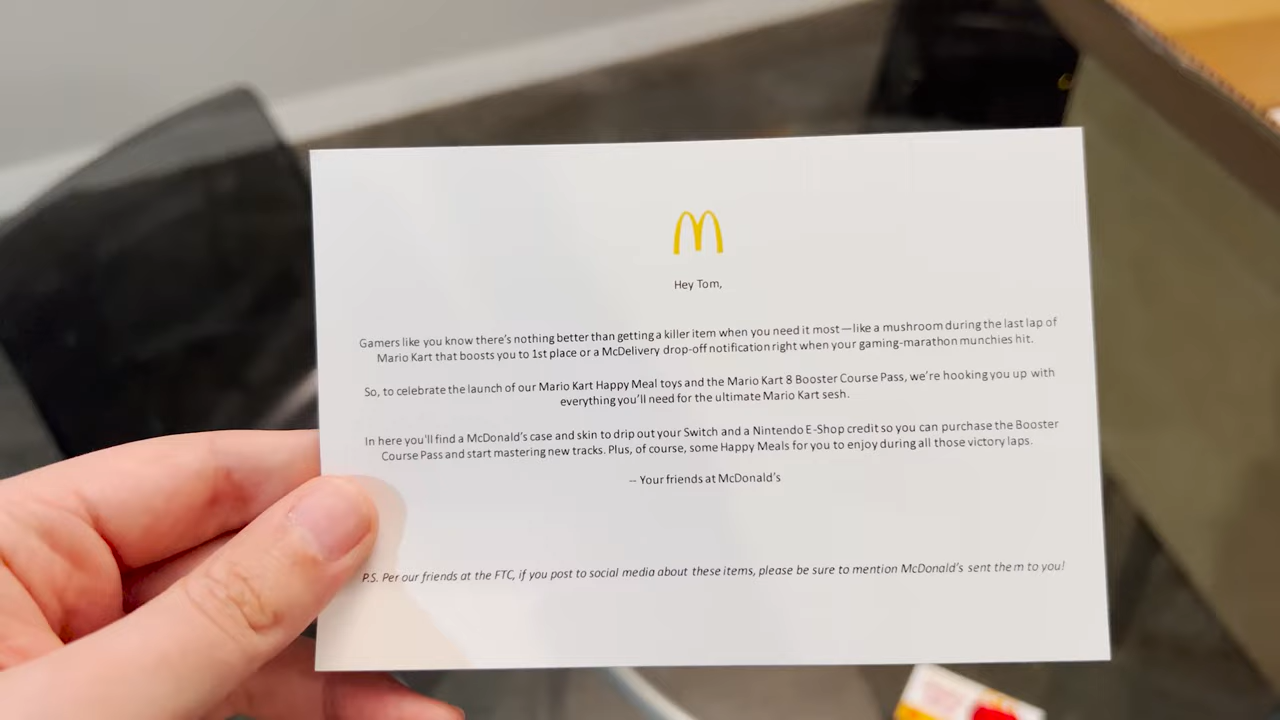 Hey Tom,
Gamers like you know there's nothing better than getting a killer item when you need it most—like a mushroom during the last lap of
Mario Kart that boosts you to 1st place or a McDelivery drop-off notification right when your gaming-marathon munchies hit.
So, to celebrate the launch of our Mario Kart Happy Meal toys and the Mario Kart 8 Booster Course Pass, we're hooking you up with
everything you'll need for the ultimate Mario Kart sesh.
In here you'll find a McDonald's case and skin to drip out your Switch and a Nintendo E-Shop credit so you can purchase the Booster
Course Pass and start mastering new tracks. Plus, of course, some Happy Meals for you to enjoy during all those victory laps.
-- Your friends at McDonald's
P.S. Per our friends at the FTC, if you post to social media about these items, please be sure to mention McDonald's sent them to you!